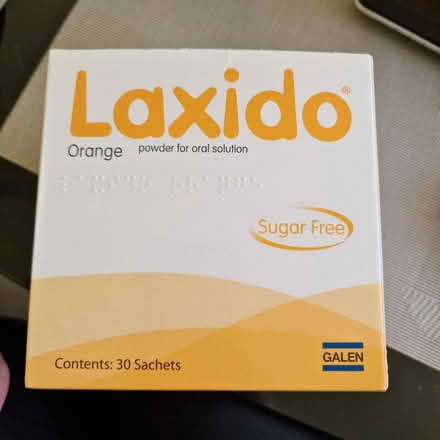 Laxido®
Orange powder for oral solution
Sugar Free
Contents: 30 Sachets
GALEN